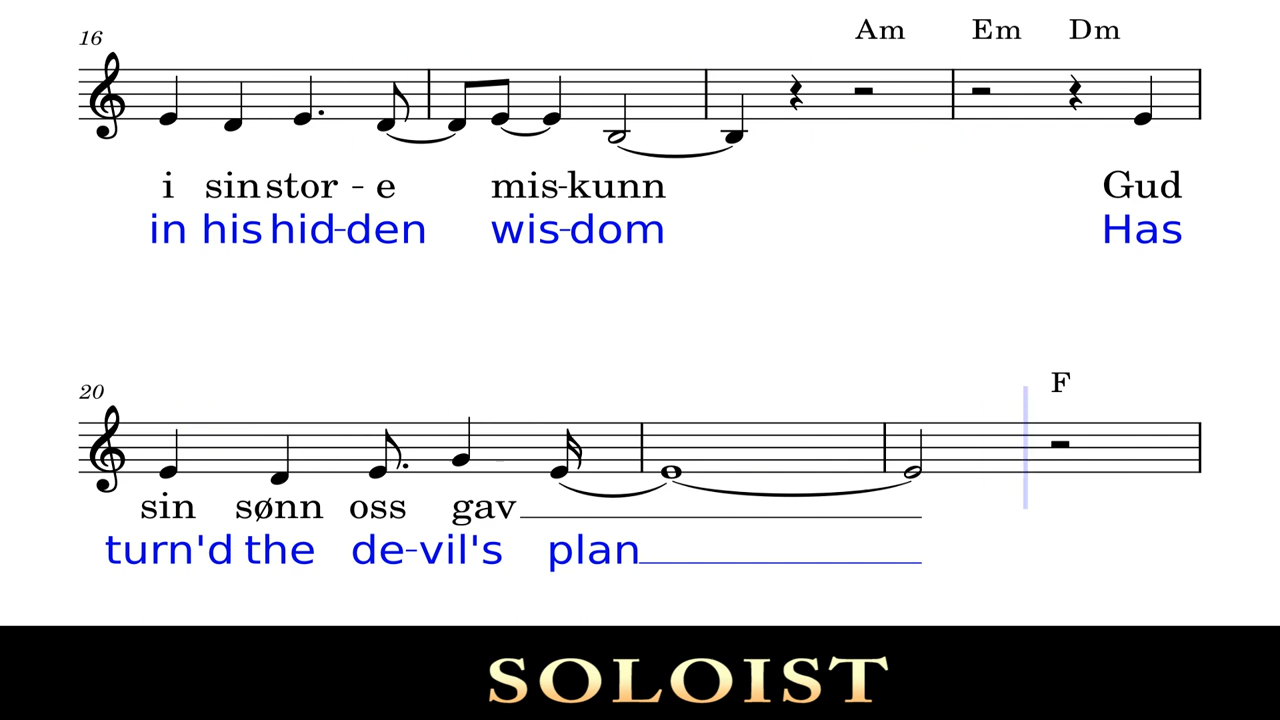 16 Am Em Dm
i sin stor - e mis-kunn Gud
in his hid-den wis-dom Has
20 F
sin sønn oss gav
turn'd the de-vil's plan
SOLOIST